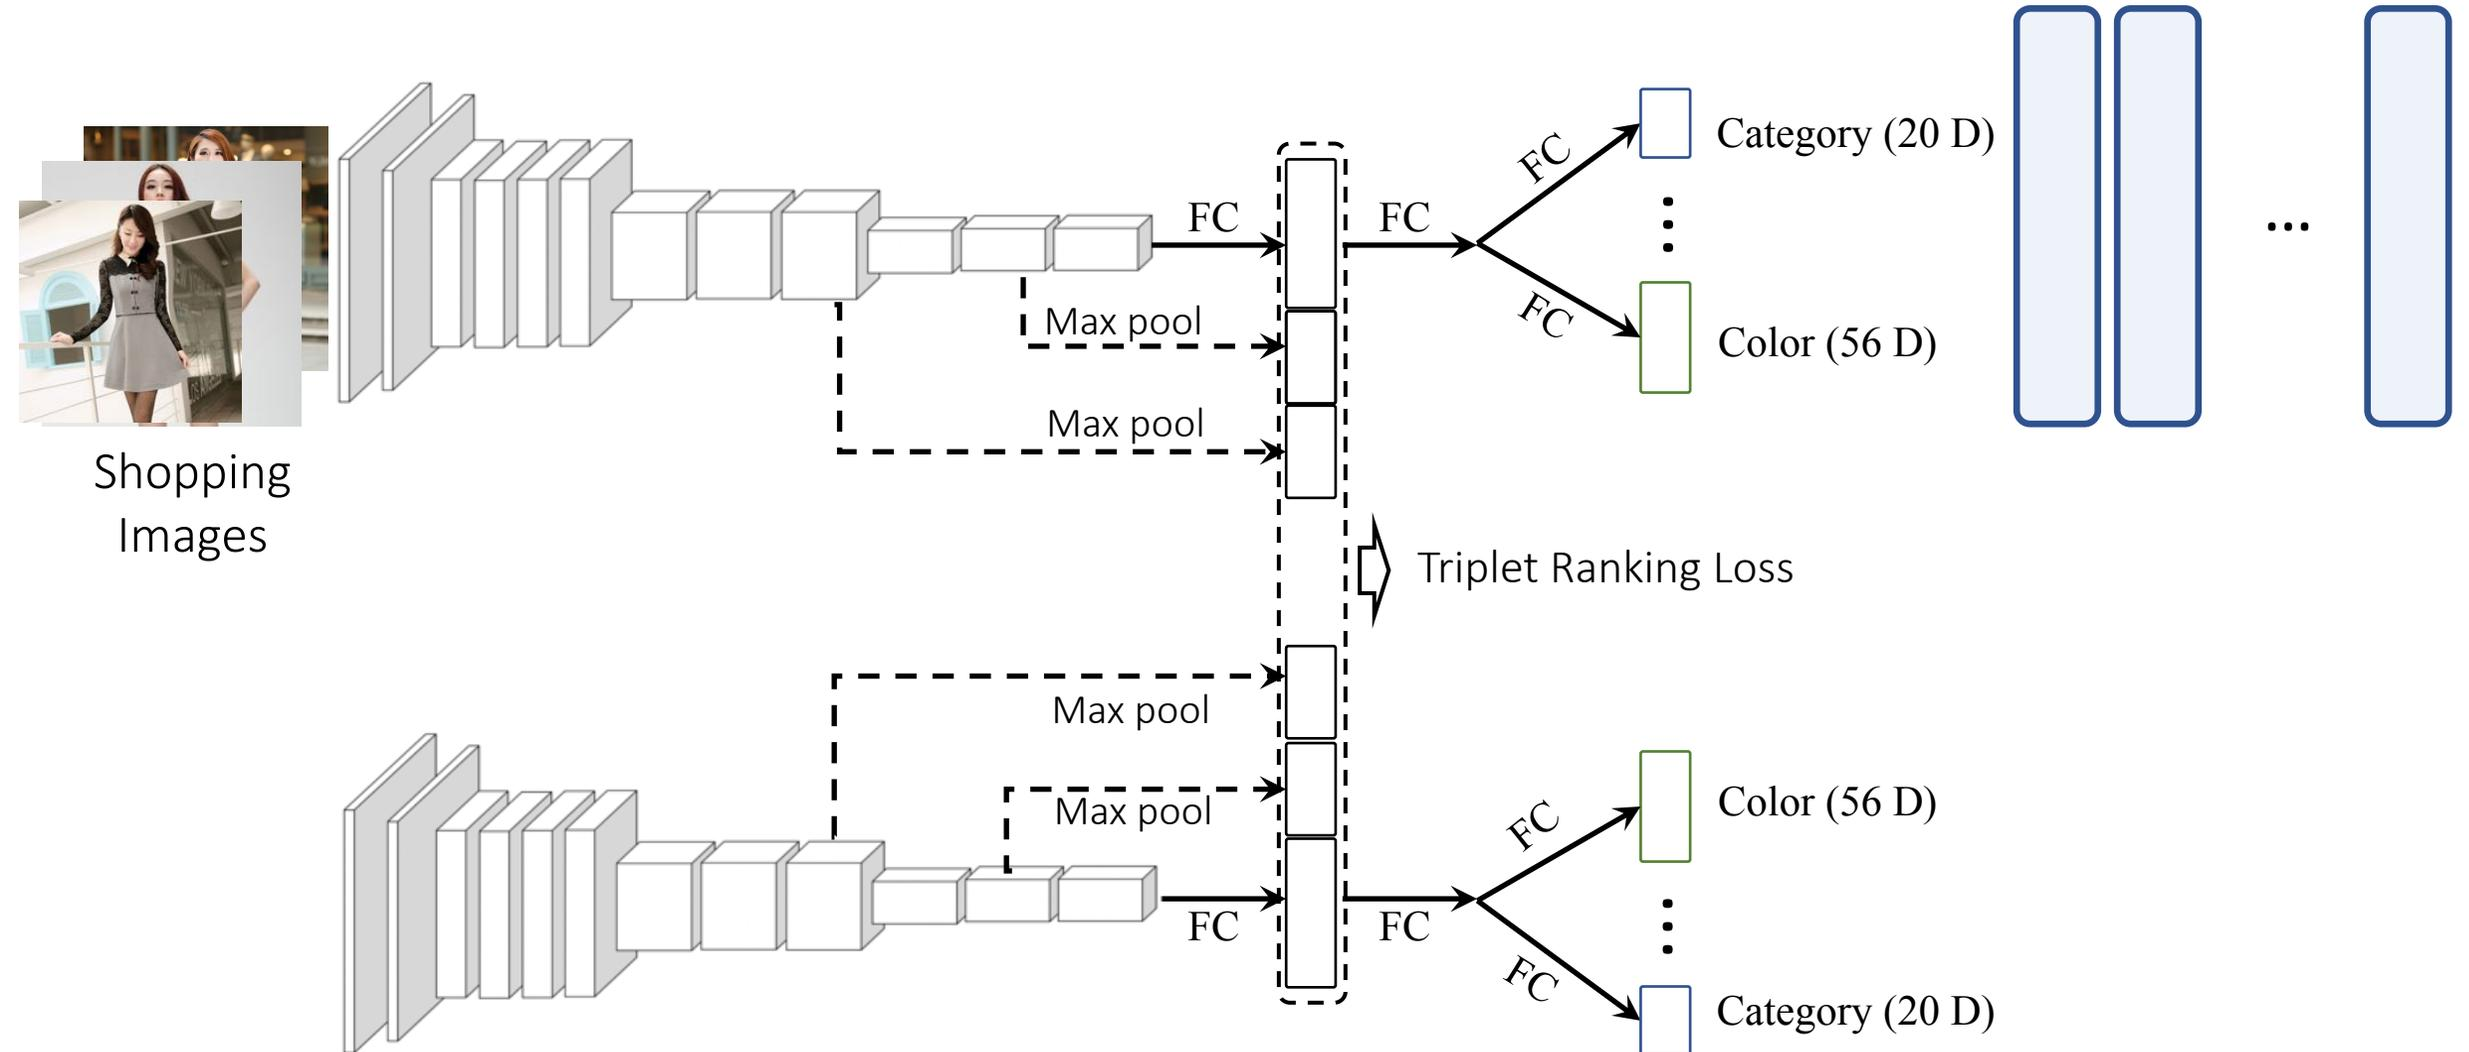 FC
Category (20 D)
FC
FC
⋮
...
FC
Color (56 D)
Max pool
Max pool
Shopping
Images
Triplet Ranking Loss
Max pool
Max pool
FC
Color (56 D)
FC
FC
⋮
FC
Category (20 D)